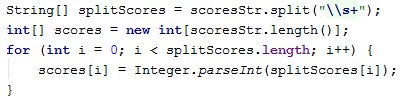 String[] splitScores = scoresStr.split("\\s+");
int[] scores = new int[scoresStr.length()];
for (int i = 0; i < splitScores.length; i++) {
    scores[i] = Integer.parseInt(splitScores[i]);
}